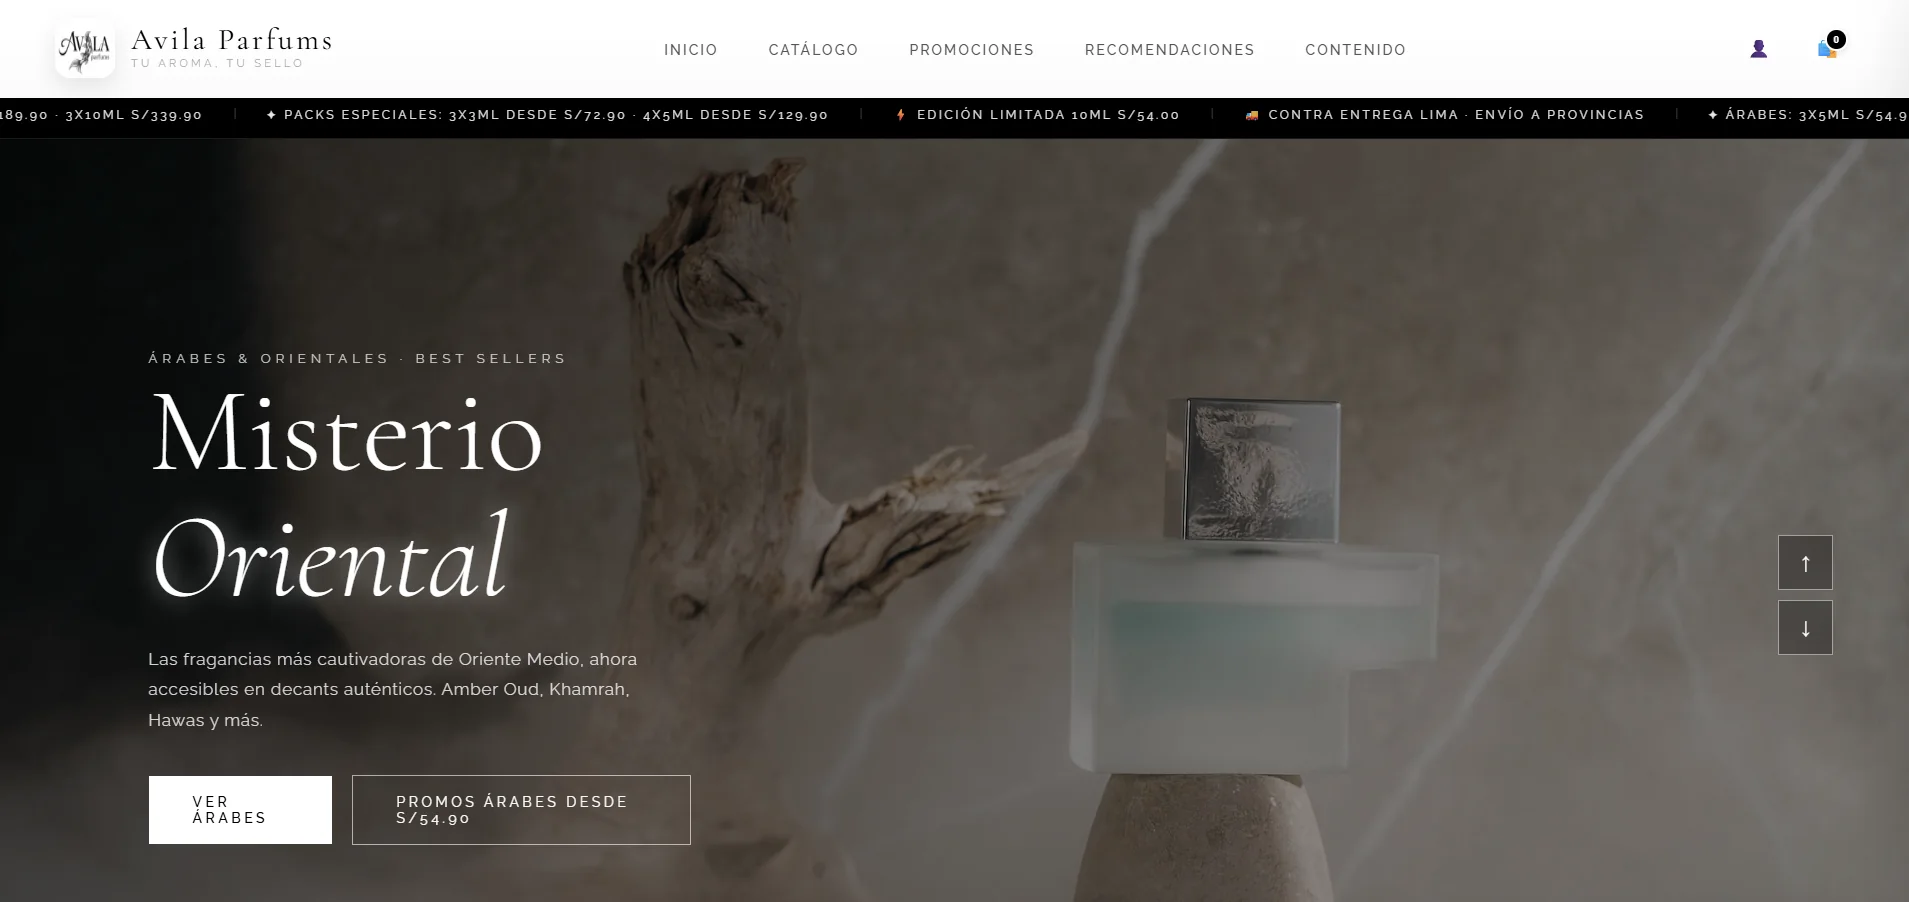 AVILA
parfums
Avila Parfums
TU AROMA, TU SELLO
INICIO
CATÁLOGO
PROMOCIONES
RECOMENDACIONES
CONTENIDO
0
189.90 · 3X10ML S/339.90
✦ PACKS ESPECIALES: 3X3ML DESDE S/72.90 · 4X5ML DESDE S/129.90
EDICIÓN LIMITADA 10ML S/54.00
CONTRA ENTREGA LIMA · ENVÍO A PROVINCIAS
✦ ÁRABES: 3X5ML S/54.9
ÁRABES & ORIENTALES · BEST SELLERS
Misterio
Oriental
Las fragancias más cautivadoras de Oriente Medio, ahora
accesibles en decants auténticos. Amber Oud, Khamrah,
Hawas y más.
VER
ÁRABES
PROMOS ÁRABES DESDE
S/54.90
↑
↓